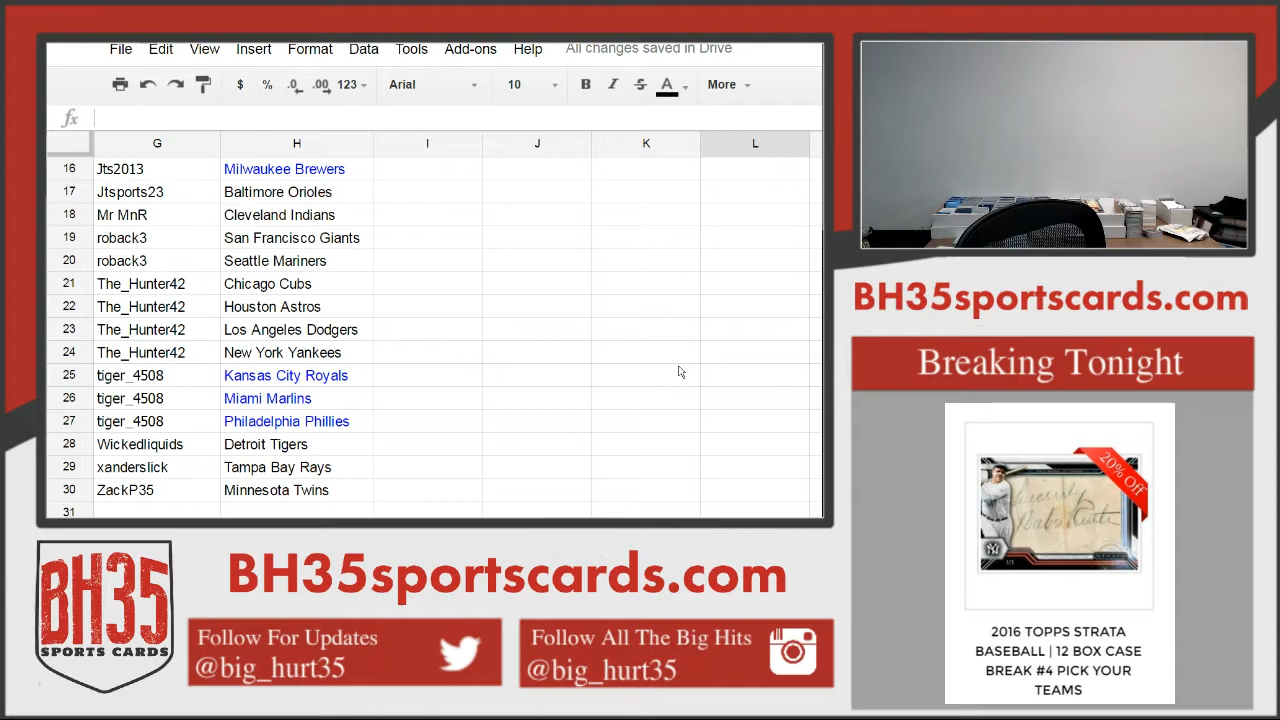 File Edit View Insert Format Data Tools Add-ons Help All changes saved in Drive
$ % .0 .00 123 Arial 10 B I S A More
fx
G H I J K L
16 Jts2013 Milwaukee Brewers
17 Jtsports23 Baltimore Orioles
18 Mr MnR Cleveland Indians
19 roback3 San Francisco Giants
20 roback3 Seattle Mariners
21 The_Hunter42 Chicago Cubs
22 The_Hunter42 Houston Astros
23 The_Hunter42 Los Angeles Dodgers
24 The_Hunter42 New York Yankees
25 tiger_4508 Kansas City Royals
26 tiger_4508 Miami Marlins
27 tiger_4508 Philadelphia Phillies
28 Wickedliquids Detroit Tigers
29 xanderslick Tampa Bay Rays
30 ZackP35 Minnesota Twins
31
BH35sportscards.com
Breaking Tonight
20% Off
Sincerely
Babe Ruth
1/1
2016 TOPPS STRATA
BASEBALL | 12 BOX CASE
BREAK #4 PICK YOUR
TEAMS
BH35
SPORTS CARDS
BH35sportscards.com
Follow For Updates
@big_hurt35
Follow All The Big Hits
@big_hurt35